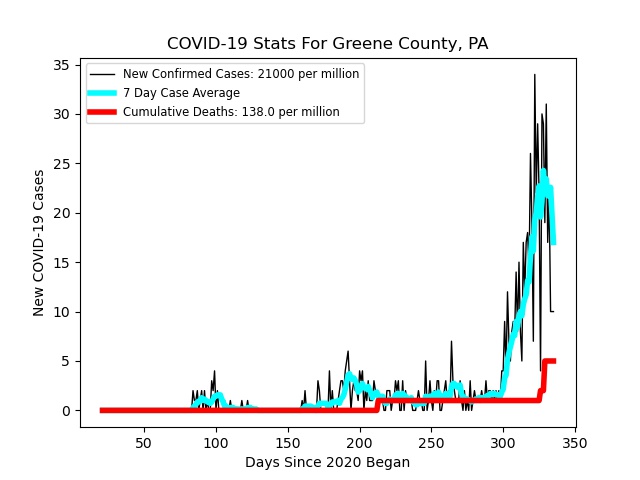 COVID-19 Stats For Greene County, PA
New Confirmed Cases: 21000 per million
7 Day Case Average
Cumulative Deaths: 138.0 per million
New COVID-19 Cases
35
30
25
20
15
10
5
0
50
100
150
200
250
300
350
Days Since 2020 Began